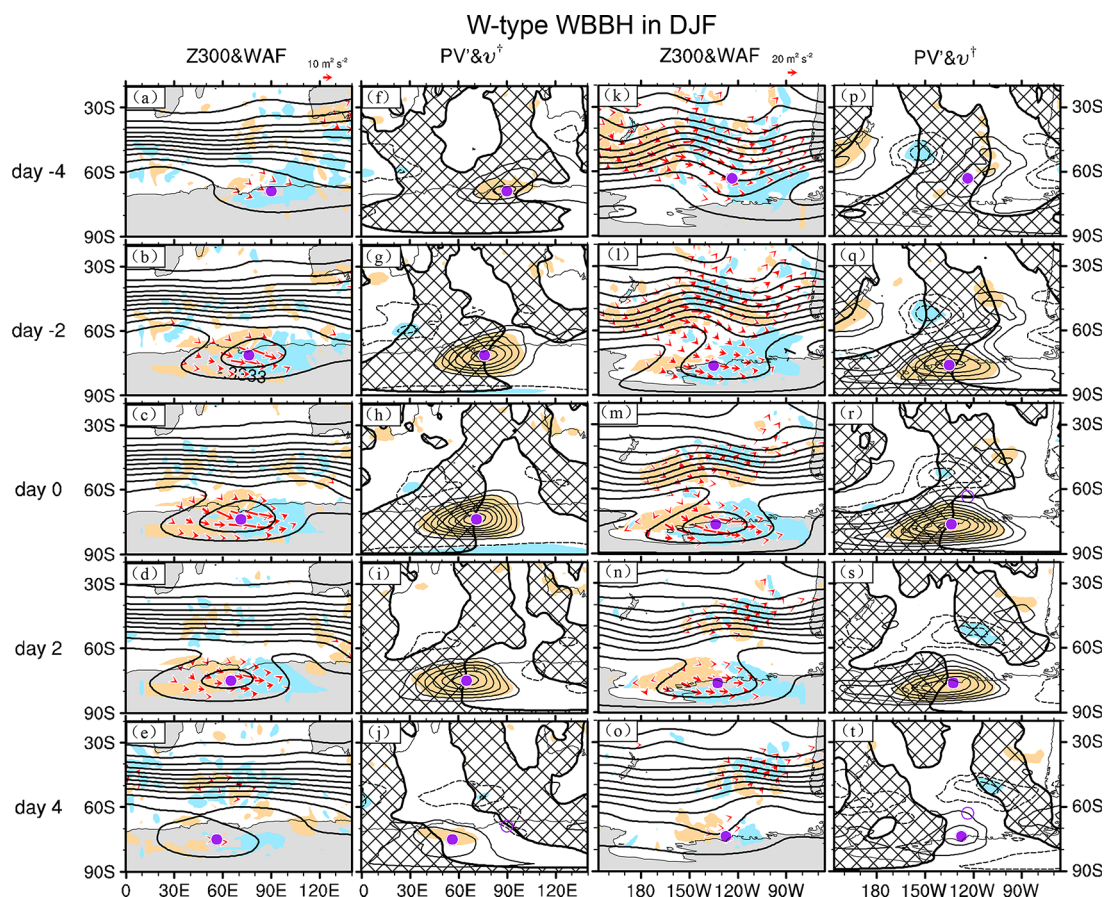 W-type WBBH in DJF
Z300&WAF 10 m² s⁻² PV'&υ† Z300&WAF 20 m² s⁻² PV'&υ†
day -4
30S
60S
90S
(a) (f) (k) (p)
30S
60S
90S
day -2
30S
60S
90S
(b) (g) (l) (q)
30S
60S
90S
day 0
30S
60S
90S
(c) (h) (m) (r)
30S
60S
90S
day 2
30S
60S
90S
(d) (i) (n) (s)
30S
60S
90S
day 4
30S
60S
90S
(e) (j) (o) (t)
30S
60S
90S
0 30E 60E 90E 120E 0 30E 60E 90E 120E 180 150W 120W 90W 180 150W 120W 90W